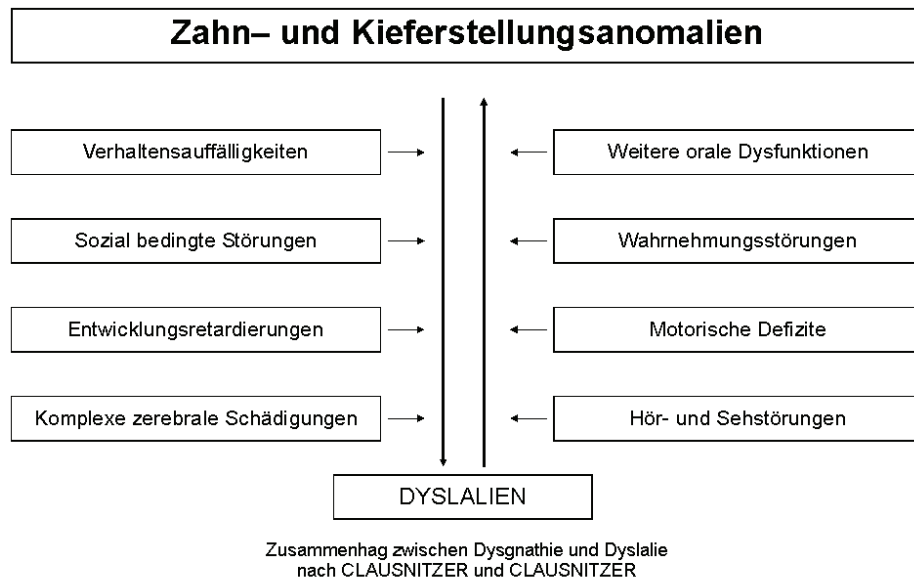 Zahn– und Kieferstellungsanomalien
Verhaltensauffälligkeiten
Weitere orale Dysfunktionen
Sozial bedingte Störungen
Wahrnehmungsstörungen
Entwicklungsretardierungen
Motorische Defizite
Komplexe zerebrale Schädigungen
Hör- und Sehstörungen
DYSLALIEN
Zusammenhag zwischen Dysgnathie und Dyslalie
nach CLAUSNITZER und CLAUSNITZER